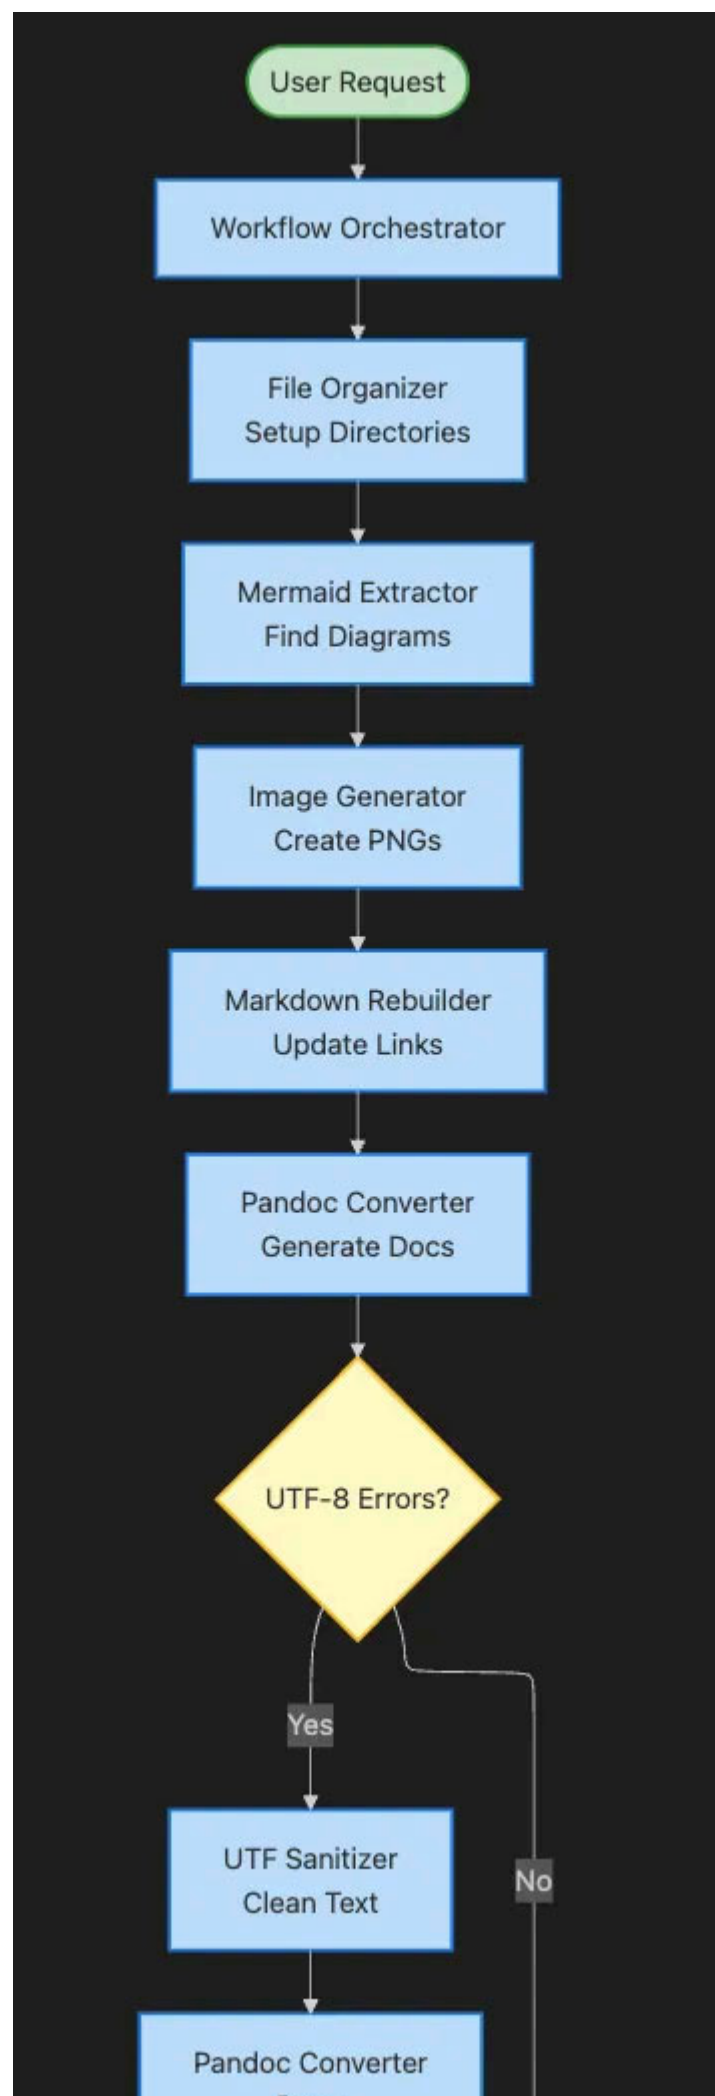 User Request
Workflow Orchestrator
File Organizer
Setup Directories
Mermaid Extractor
Find Diagrams
Image Generator
Create PNGs
Markdown Rebuilder
Update Links
Pandoc Converter
Generate Docs
UTF-8 Errors?
Yes
UTF Sanitizer
Clean Text
No
Pandoc Converter